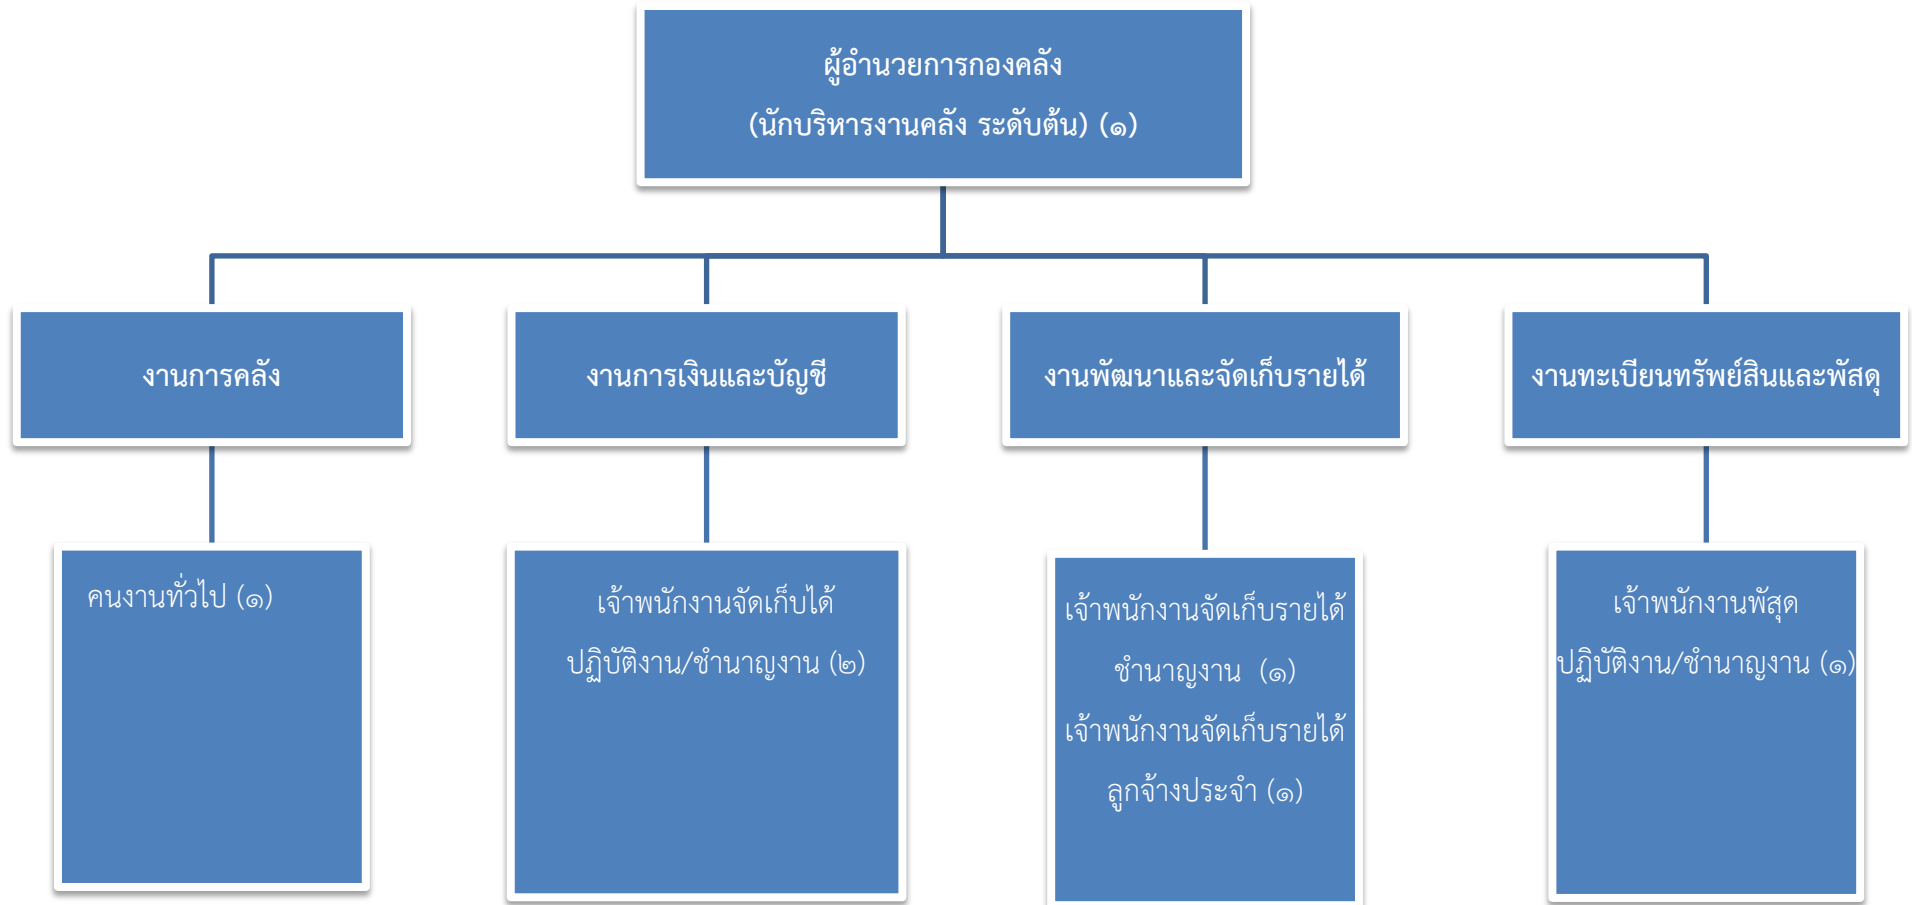 ผู้อำนวยการกองคลัง
(นักบริหารงานคลัง ระดับต้น) (๑)
งานการคลัง
งานการเงินและบัญชี
งานพัฒนาและจัดเก็บรายได้
งานทะเบียนทรัพย์สินและพัสดุ
คนงานทั่วไป (๑)
เจ้าพนักงานจัดเก็บได้
ปฏิบัติงาน/ชำนาญงาน (๒)
เจ้าพนักงานจัดเก็บรายได้
ชำนาญงาน (๑)
เจ้าพนักงานจัดเก็บรายได้
ลูกจ้างประจำ (๑)
เจ้าพนักงานพัสุด
ปฏิบัติงาน/ชำนาญงาน (๑)